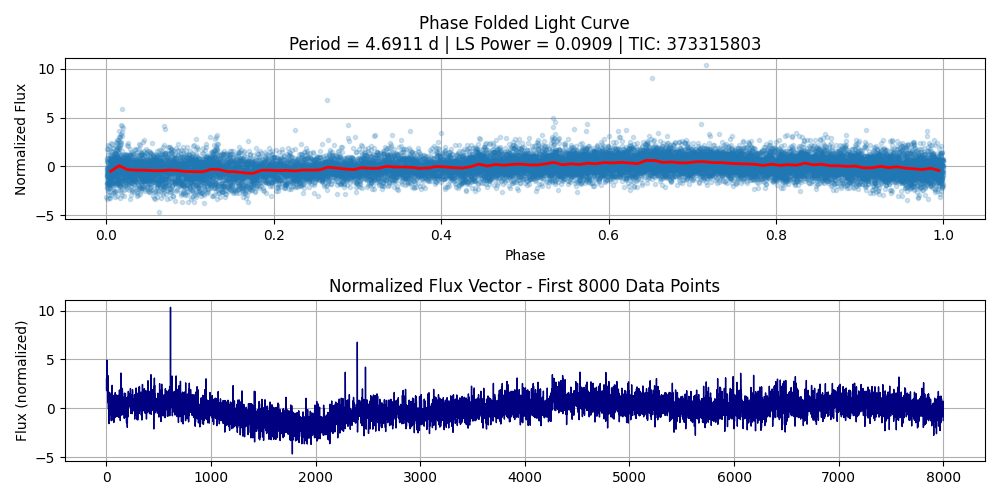 Phase Folded Light Curve
Period = 4.6911 d | LS Power = 0.0909 | TIC: 373315803
Normalized Flux
10
5
0
−5
0.0 0.2 0.4 0.6 0.8 1.0
Phase
Normalized Flux Vector - First 8000 Data Points
Flux (normalized)
10
5
0
−5
0 1000 2000 3000 4000 5000 6000 7000 8000